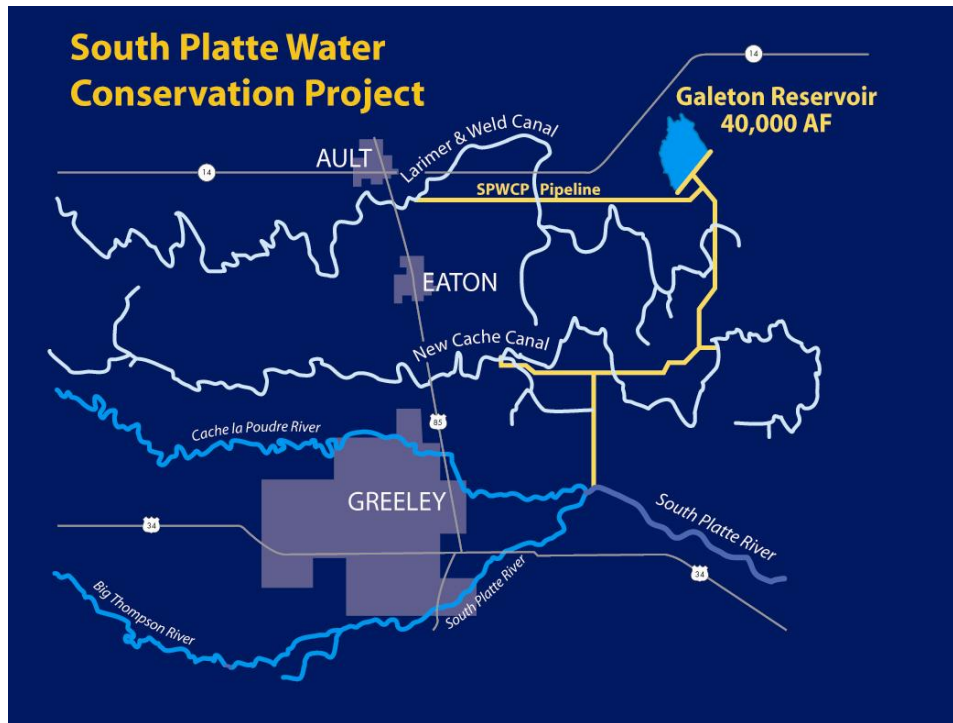 South Platte Water
Conservation Project
14
Galeton Reservoir
40,000 AF
Larimer & Weld Canal
AULT
14
SPWCP Pipeline
EATON
New Cache Canal
85
Cache la Poudre River
GREELEY
South Platte River
34
34
South Platte River
Big Thompson River